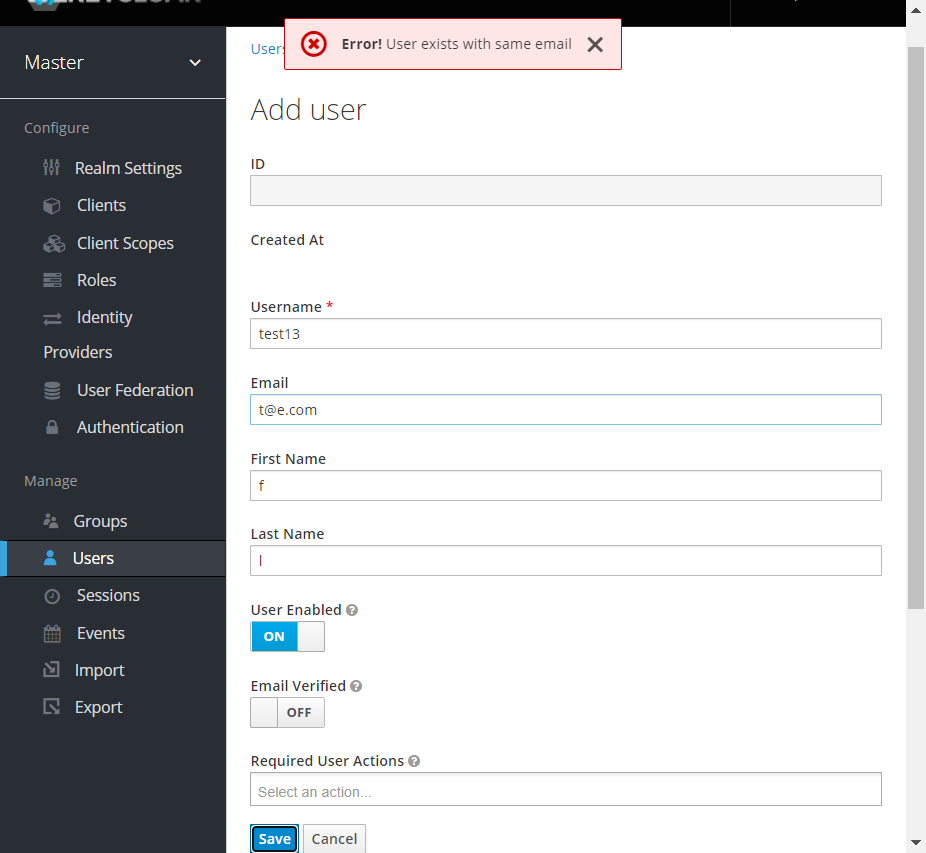 Master
Configure
Realm Settings
Clients
Client Scopes
Roles
Identity
Providers
User Federation
Authentication
Manage
Groups
Users
Sessions
Events
Import
Export
Error! User exists with same email
Users
Add user
ID
Created At
Username *
test13
Email
t@e.com
First Name
f
Last Name
l
User Enabled
ON
Email Verified
OFF
Required User Actions
Select an action...
Save Cancel